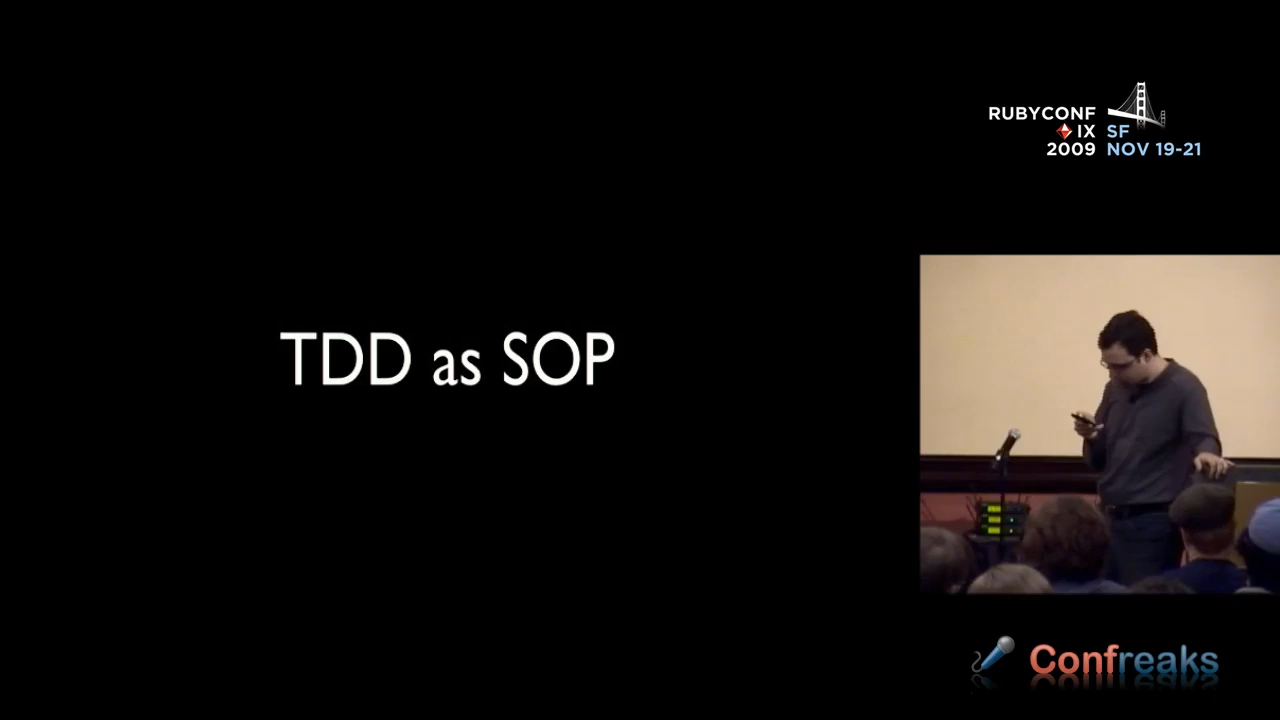 RUBYCONF
IX SF
2009 NOV 19-21
TDD as SOP
Confreaks